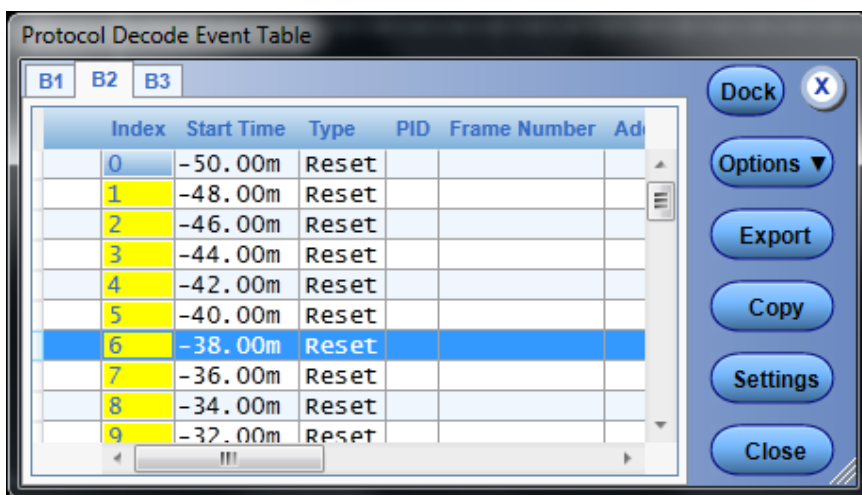 Protocol Decode Event Table
B1 B2 B3
Dock X
Index Start Time Type PID Frame Number
0 -50.00m Reset
Options ▼
1 -48.00m Reset
2 -46.00m Reset
3 -44.00m Reset
Export
4 -42.00m Reset
5 -40.00m Reset
Copy
6 -38.00m Reset
7 -36.00m Reset
Settings
8 -34.00m Reset
9 -32.00m Reset
Close